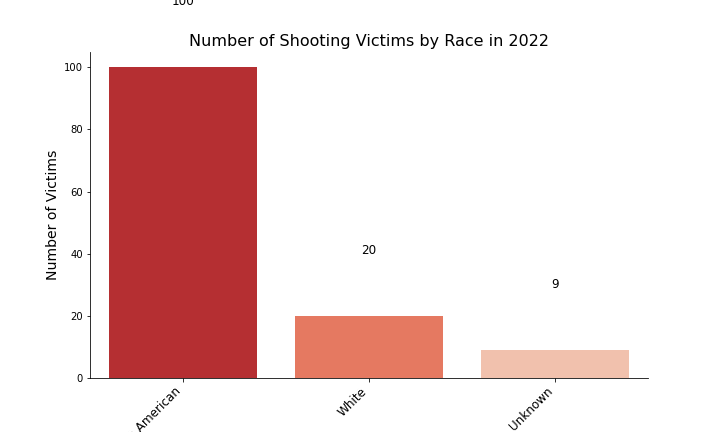 100
Number of Shooting Victims by Race in 2022
Number of Victims
100
80
60
40
20
0
20
9
American
White
Unknown